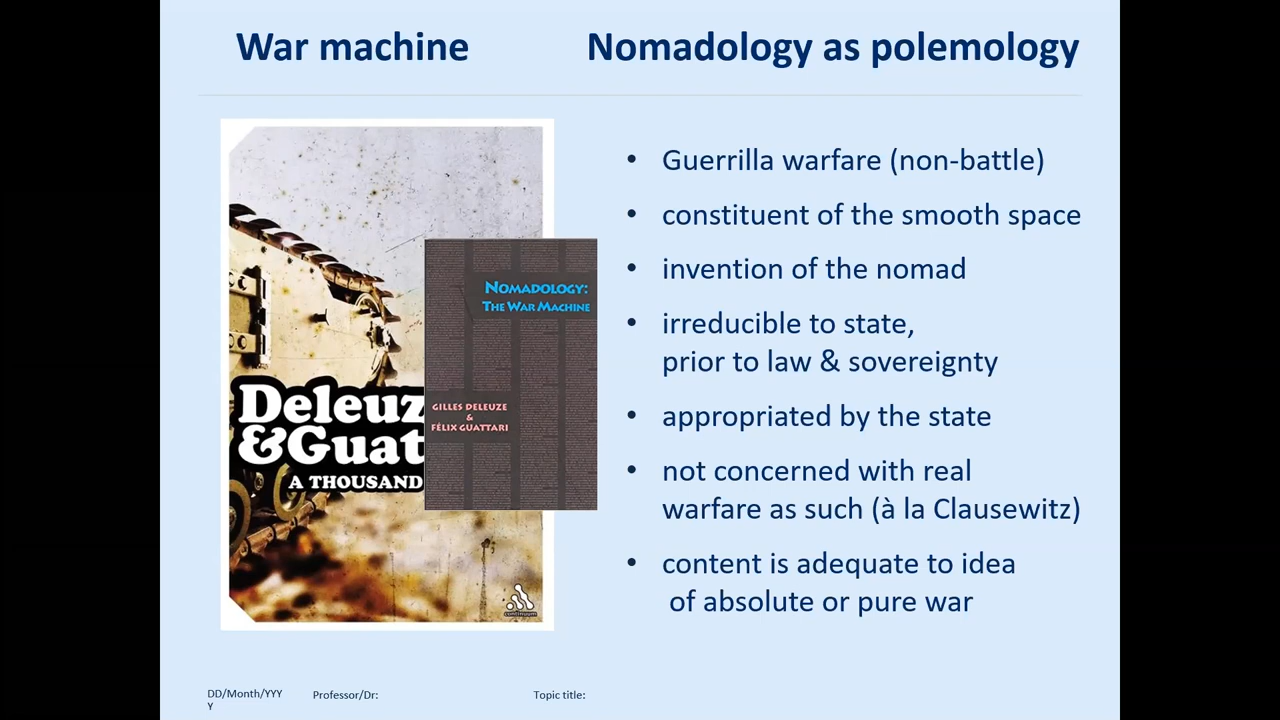 War machine
Nomadology as polemology
Deleuz
&Guat
A THOUSAND
continuum
NOMADOLOGY:
THE WAR MACHINE
GILLES DELEUZE
&
FÉLIX GUATTARI
• Guerrilla warfare (non-battle)
• constituent of the smooth space
• invention of the nomad
• irreducible to state,
prior to law & sovereignty
• appropriated by the state
• not concerned with real
warfare as such (à la Clausewitz)
• content is adequate to idea
of absolute or pure war
DD/Month/YYY
Y
Professor/Dr:
Topic title: